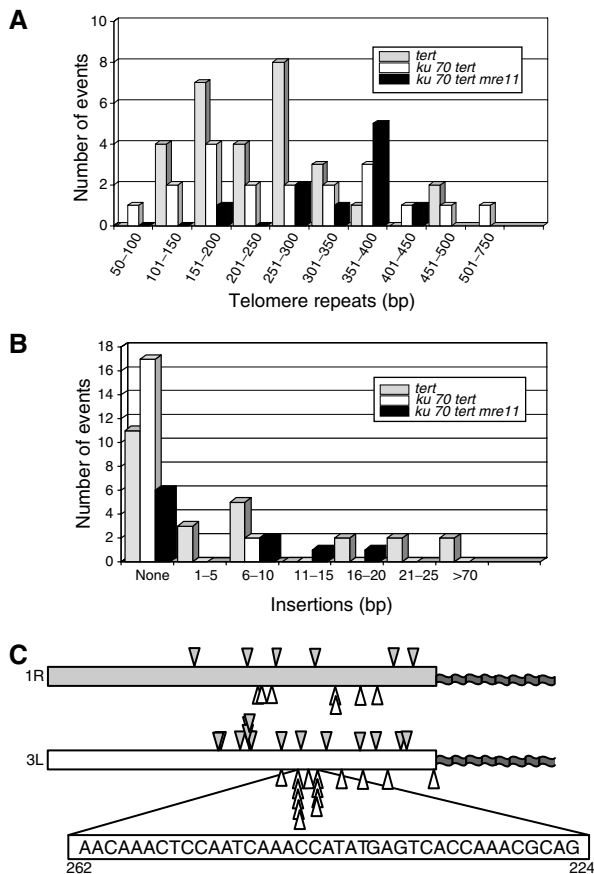 A
Number of events
10
8
6
4
2
0
tert
ku 70 tert
ku 70 tert mre11
50–100
101–150
151–200
201–250
251–300
301–350
351–400
401–450
451–500
501–750
Telomere repeats (bp)
B
Number of events
18
16
14
12
10
8
6
4
2
0
tert
ku 70 tert
ku 70 tert mre11
None 1–5 6–10 11–15 16–20 21–25 >70
Insertions (bp)
C
1R
3L
AACAAACTCCAATCAAACCATATGAGTCACCAAACGCAG
262 224